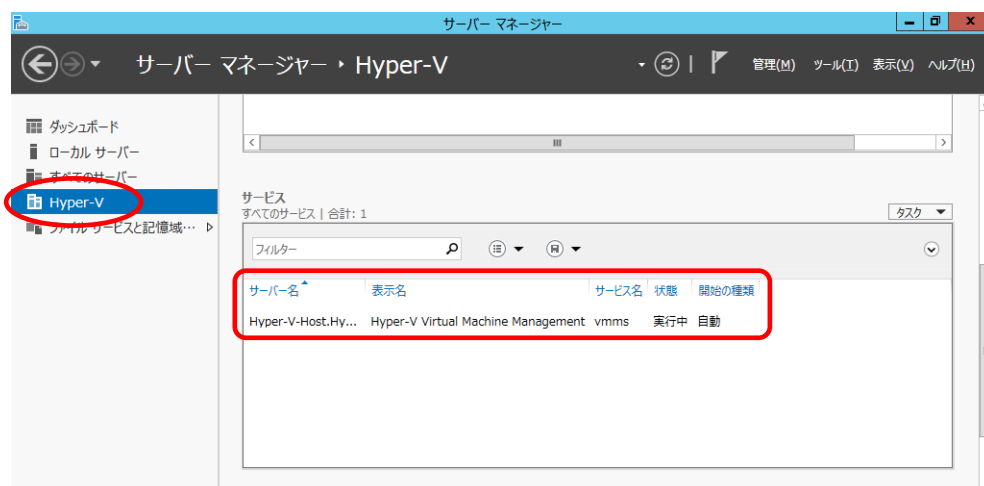 サーバー マネージャー
サーバー マネージャー ・ Hyper-V
管理(M) ツール(T) 表示(V) ヘルプ(H)
ダッシュボード
ローカル サーバー
すべてのサーバー
Hyper-V
ファイル サービスと記憶域…
サービス
すべてのサービス | 合計: 1
タスク
フィルター
サーバー名 表示名 サービス名 状態 開始の種類
Hyper-V-Host.Hy... Hyper-V Virtual Machine Management vmms 実行中 自動